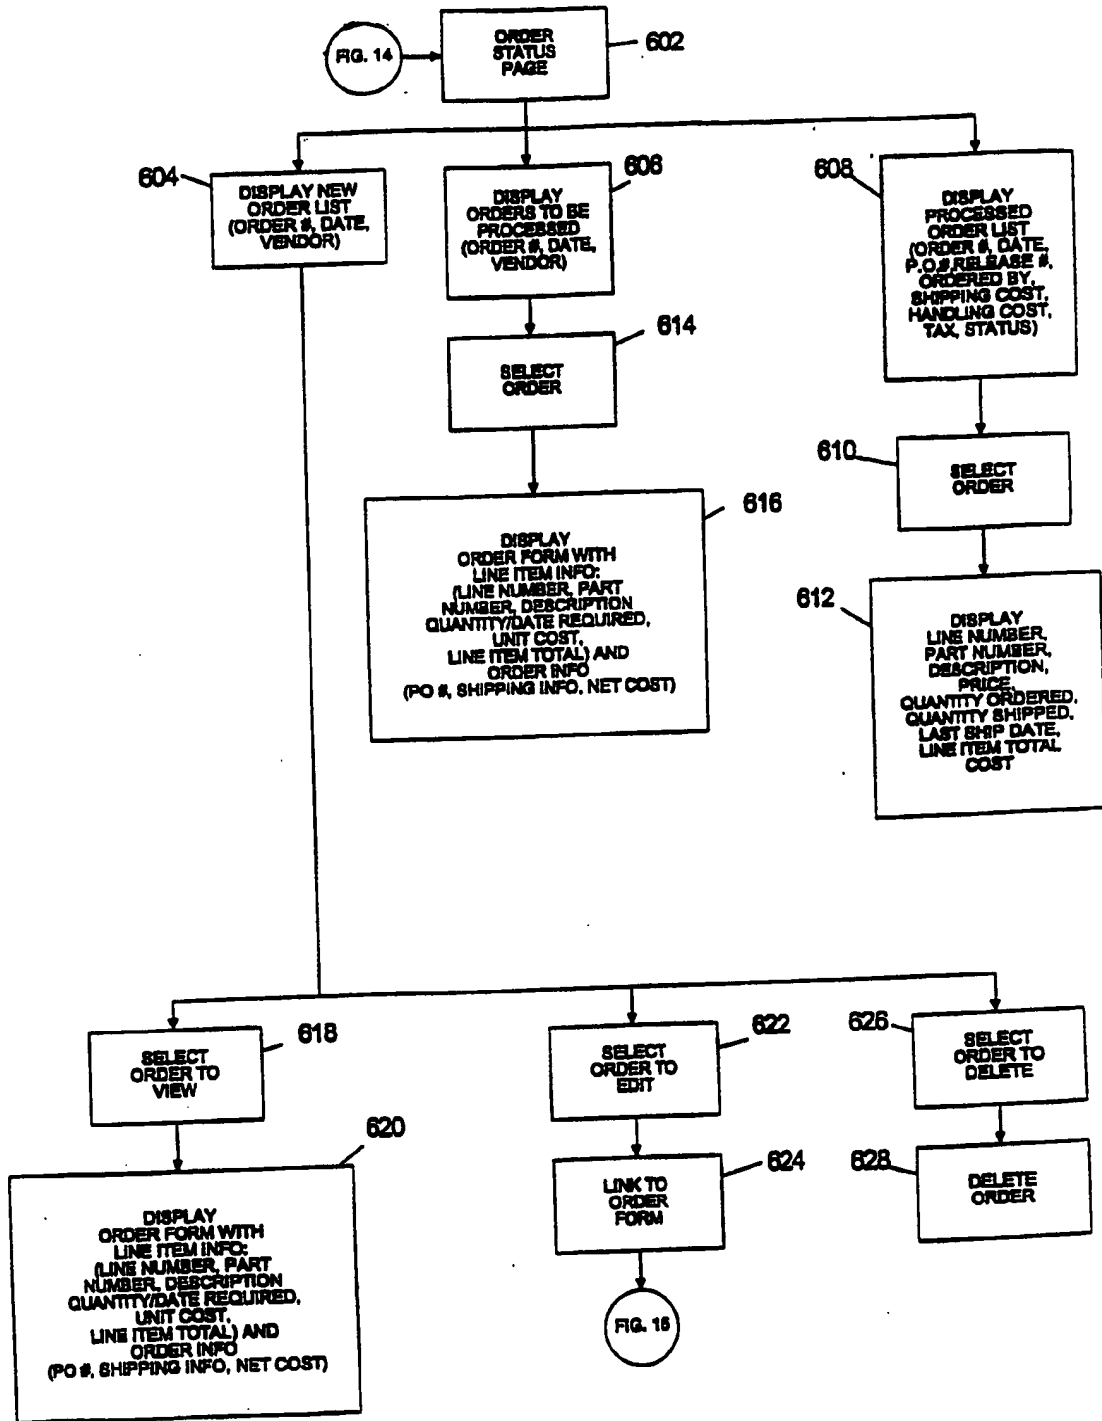 FIG. 14
ORDER
STATUS
PAGE
602
604
DISPLAY NEW
ORDER LIST
(ORDER #, DATE,
VENDOR)
606
DISPLAY
ORDERS TO BE
PROCESSED
(ORDER #, DATE,
VENDOR)
608
DISPLAY
PROCESSED
ORDER LIST
(ORDER #, DATE,
P.O.#,RELEASE #,
ORDERED BY,
SHIPPING COST,
HANDLING COST,
TAX, STATUS)
614
SELECT
ORDER
610
SELECT
ORDER
616
DISPLAY
ORDER FORM WITH
LINE ITEM INFO:
(LINE NUMBER, PART
NUMBER, DESCRIPTION
QUANTITY/DATE REQUIRED,
UNIT COST,
LINE ITEM TOTAL) AND
ORDER INFO
(PO #, SHIPPING INFO, NET COST)
612
DISPLAY
LINE NUMBER,
PART NUMBER,
DESCRIPTION,
PRICE,
QUANTITY ORDERED,
QUANTITY SHIPPED,
LAST SHIP DATE,
LINE ITEM TOTAL
COST
618
SELECT
ORDER TO
VIEW
622
SELECT
ORDER TO
EDIT
626
SELECT
ORDER TO
DELETE
620
DISPLAY
ORDER FORM WITH
LINE ITEM INFO:
(LINE NUMBER, PART
NUMBER, DESCRIPTION
QUANTITY/DATE REQUIRED,
UNIT COST,
LINE ITEM TOTAL) AND
ORDER INFO
(PO #, SHIPPING INFO, NET COST)
624
LINK TO
ORDER
FORM
628
DELETE
ORDER
FIG. 15